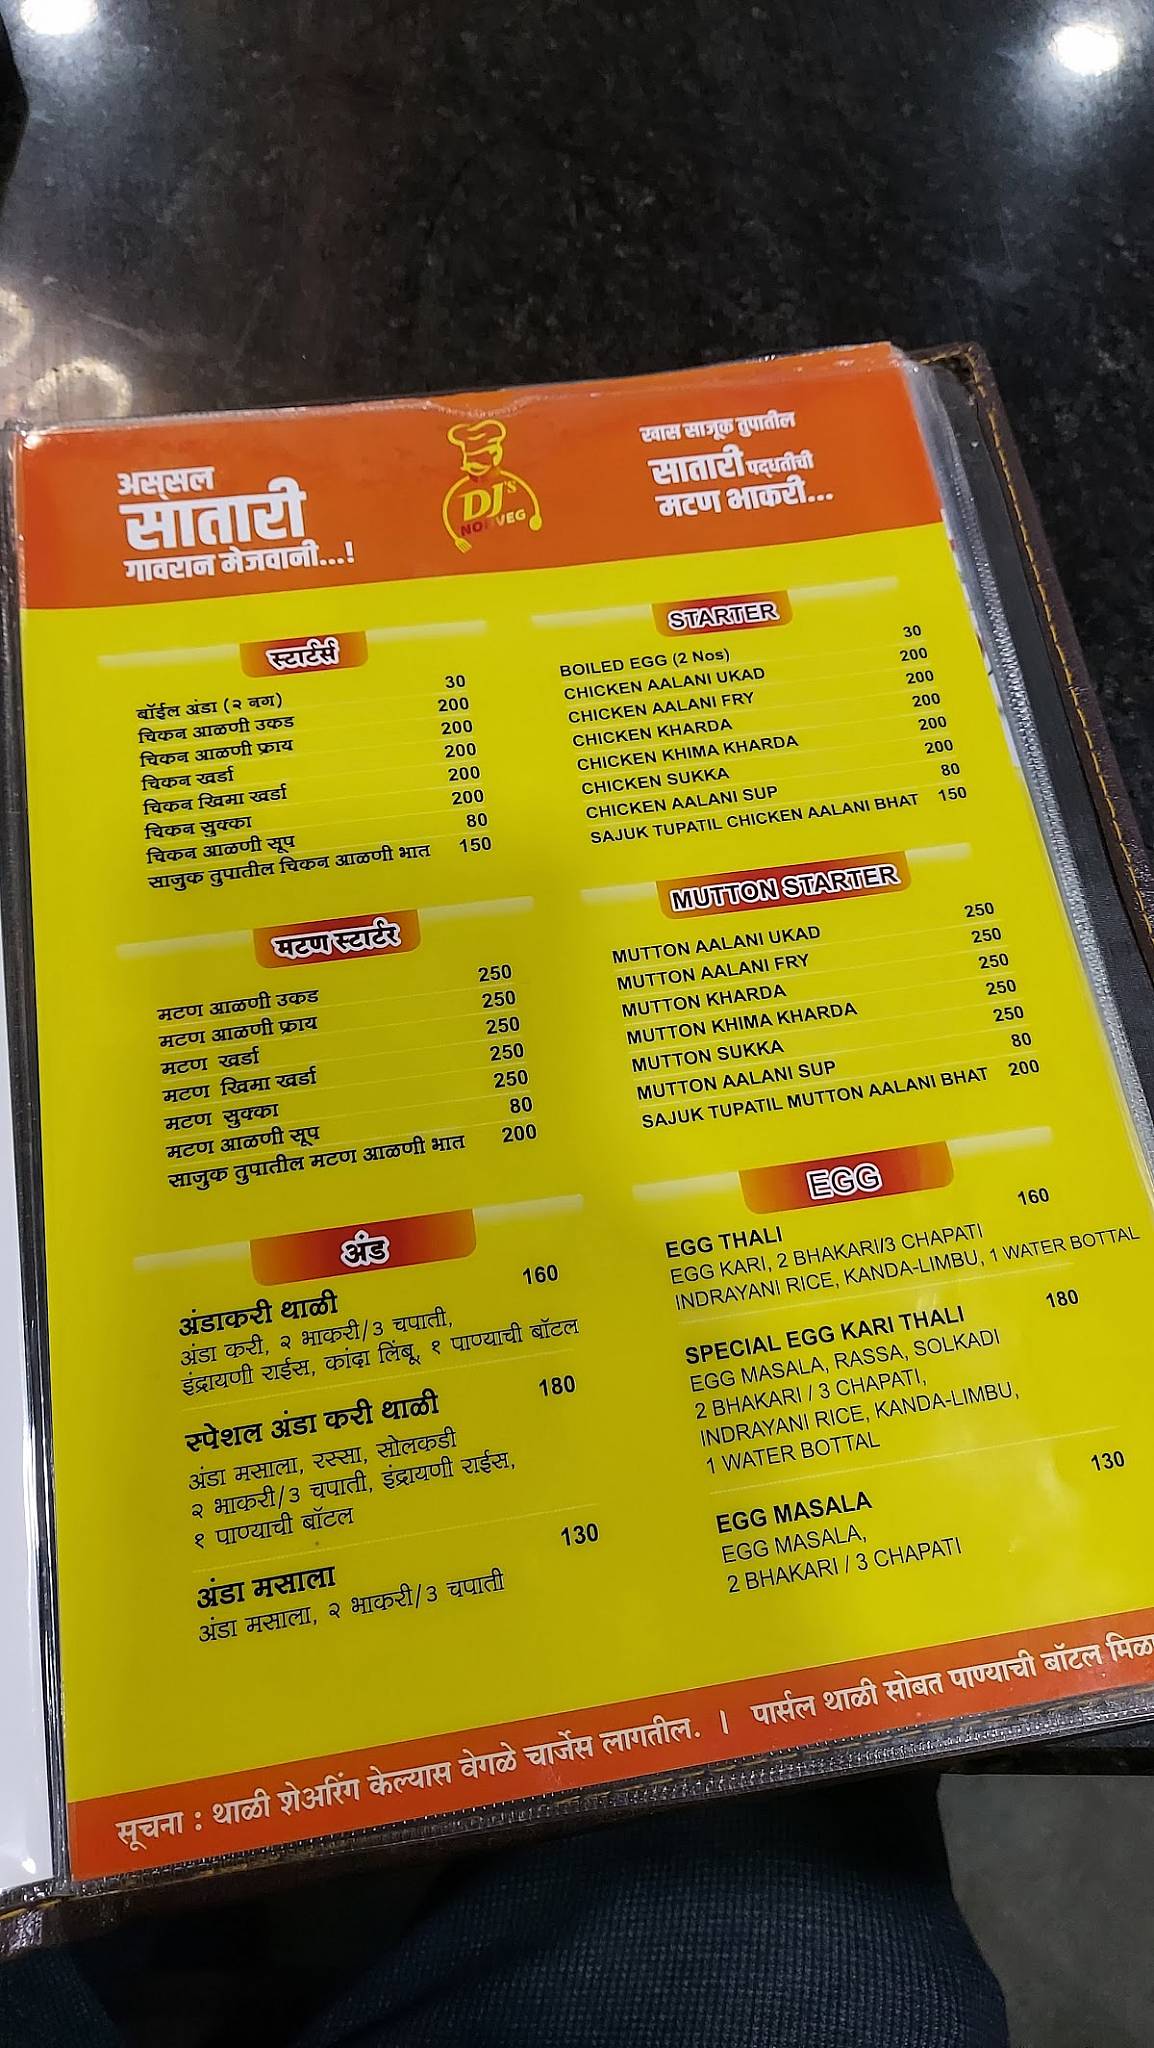 अस्सल
सातारी
गावरान मेजवानी...!
DJ's
NON VEG
खास साजूक तुपातील
सातारी पद्धतीची
मटण भाकरी...
स्टार्टर्स
बॉईल अंडा (२ नग) 30
चिकन आळणी उकड 200
चिकन आळणी फ्राय 200
चिकन खर्डा 200
चिकन खिमा खर्डा 200
चिकन सुक्का 200
चिकन आळणी सूप 80
साजुक तुपातील चिकन आळणी भात 150
मटण स्टार्टर
मटण आळणी उकड 250
मटण आळणी फ्राय 250
मटण खर्डा 250
मटण खिमा खर्डा 250
मटण सुक्का 250
मटण आळणी सूप 80
साजुक तुपातील मटण आळणी भात 200
अंड
अंडाकरी थाळी 160
अंडा करी, २ भाकरी/3 चपाती,
इंद्रायणी राईस, कांदा लिंबू, १ पाण्याची बॉटल
स्पेशल अंडा करी थाळी 180
अंडा मसाला, रस्सा, सोलकडी
२ भाकरी/3 चपाती, इंद्रायणी राईस,
१ पाण्याची बॉटल
अंडा मसाला 130
अंडा मसाला, २ भाकरी/3 चपाती
STARTER
BOILED EGG (2 Nos) 30
CHICKEN AALANI UKAD 200
CHICKEN AALANI FRY 200
CHICKEN KHARDA 200
CHICKEN KHIMA KHARDA 200
CHICKEN SUKKA 200
CHICKEN AALANI SUP 80
SAJUK TUPATIL CHICKEN AALANI BHAT 150
MUTTON STARTER
MUTTON AALANI UKAD 250
MUTTON AALANI FRY 250
MUTTON KHARDA 250
MUTTON KHIMA KHARDA 250
MUTTON SUKKA 250
MUTTON AALANI SUP 80
SAJUK TUPATIL MUTTON AALANI BHAT 200
EGG
EGG THALI 160
EGG KARI, 2 BHAKARI/3 CHAPATI
INDRAYANI RICE, KANDA-LIMBU, 1 WATER BOTTAL
SPECIAL EGG KARI THALI 180
EGG MASALA, RASSA, SOLKADI
2 BHAKARI / 3 CHAPATI,
INDRAYANI RICE, KANDA-LIMBU,
1 WATER BOTTAL
EGG MASALA 130
EGG MASALA,
2 BHAKARI / 3 CHAPATI
सूचना : थाळी शेअरिंग केल्यास वेगळे चार्जेस लागतील. । पार्सल थाळी सोबत पाण्याची बॉटल